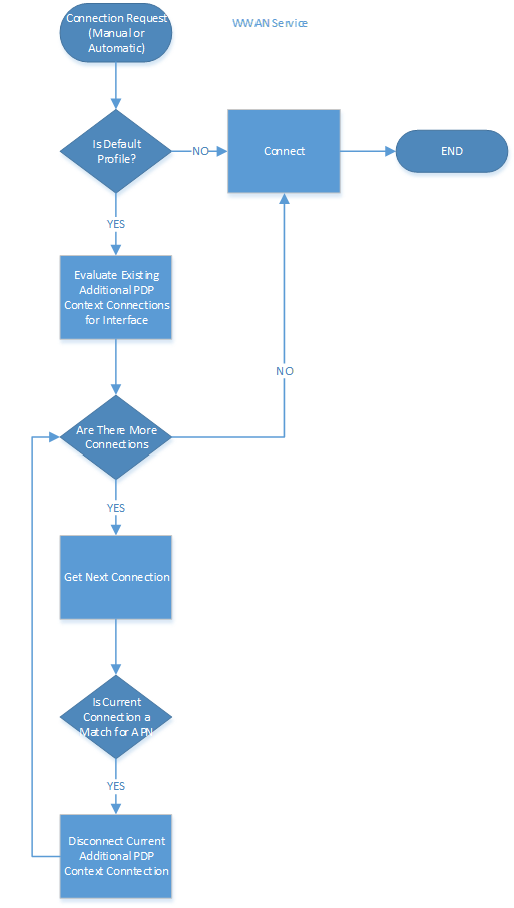 Connection Request
(Manual or
Automatic)
WWAN Service
Is Default
Profile?
NO
Connect
END
YES
Evaluate Existing
Additional PDP
Context Connections
for Interface
NO
Are There More
Connections
YES
Get Next Connection
Is Current
Connection a
Match for APN
YES
Disconnect Current
Additional PDP
Context Conntection